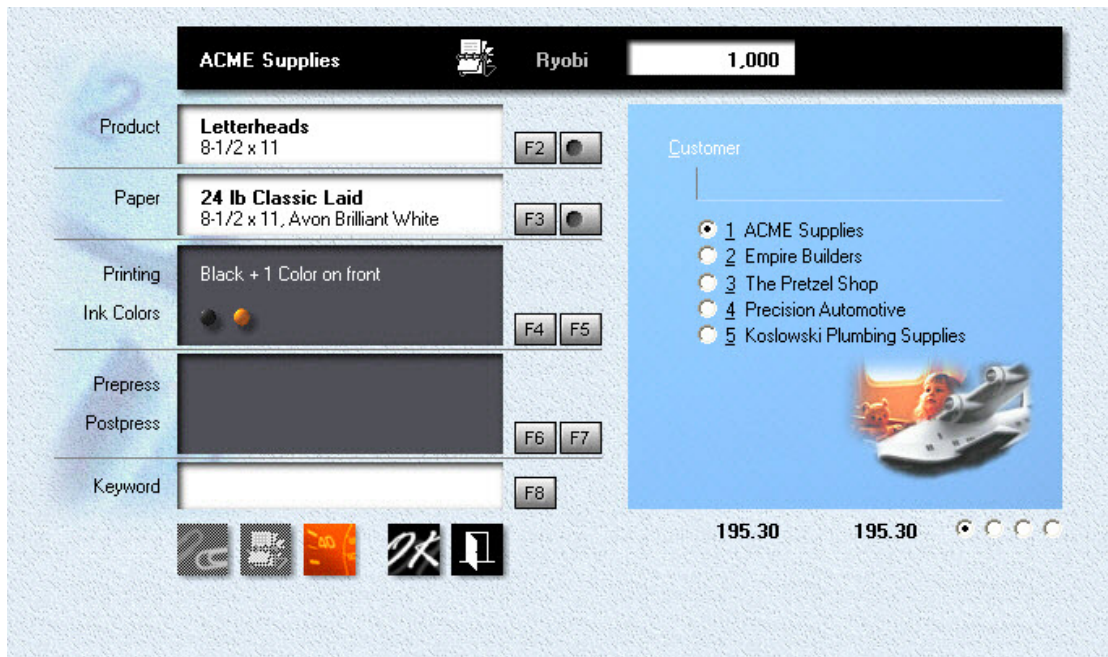 ACME Supplies Ryobi 1,000
Product
Letterheads
8-1/2 x 11
F2
Paper
24 lb Classic Laid
8-1/2 x 11, Avon Brilliant White
F3
Printing
Black + 1 Color on front
Ink Colors
F4 F5
Prepress
Postpress
F6 F7
Keyword
F8
OK
Customer
1 ACME Supplies
2 Empire Builders
3 The Pretzel Shop
4 Precision Automotive
5 Koslowski Plumbing Supplies
195.30 195.30